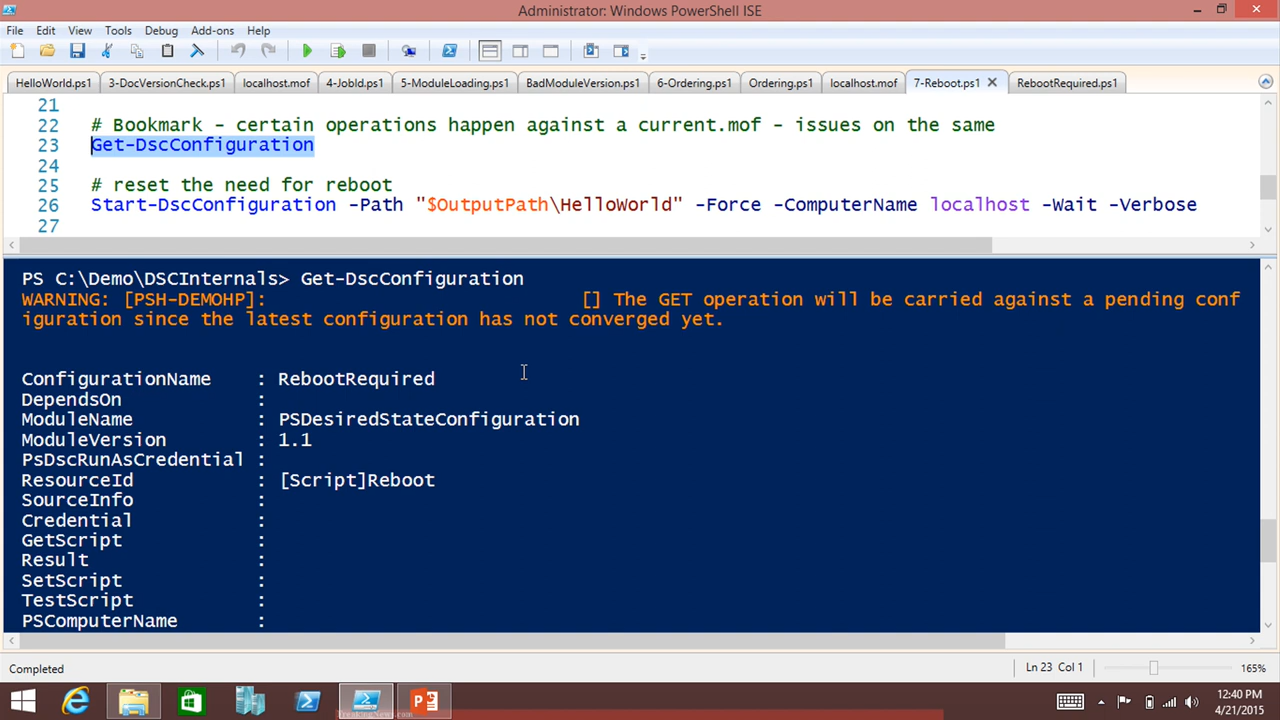 Administrator: Windows PowerShell ISE
File Edit View Tools Debug Add-ons Help
HelloWorld.ps1 3-DocVersionCheck.ps1 localhost.mof 4-JobId.ps1 5-ModuleLoading.ps1 BadModuleVersion.ps1 6-Ordering.ps1 Ordering.ps1 localhost.mof 7-Reboot.ps1 RebootRequired.ps1
21
22 # Bookmark - certain operations happen against a current.mof - issues on the same
23 Get-DscConfiguration
24
25 # reset the need for reboot
26 Start-DscConfiguration -Path "$OutputPath\HelloWorld" -Force -ComputerName localhost -Wait -Verbose
27
PS C:\Demo\DSCInternals> Get-DscConfiguration
WARNING: [PSH-DEMOHP]: [] The GET operation will be carried against a pending conf
iguration since the latest configuration has not converged yet.
ConfigurationName : RebootRequired
DependsOn :
ModuleName : PSDesiredStateConfiguration
ModuleVersion : 1.1
PsDscRunAsCredential :
ResourceId : [Script]Reboot
SourceInfo :
Credential :
GetScript :
Result :
SetScript :
TestScript :
PSComputerName :
Completed
Ln 23 Col 1
165%
12:40 PM
4/21/2015